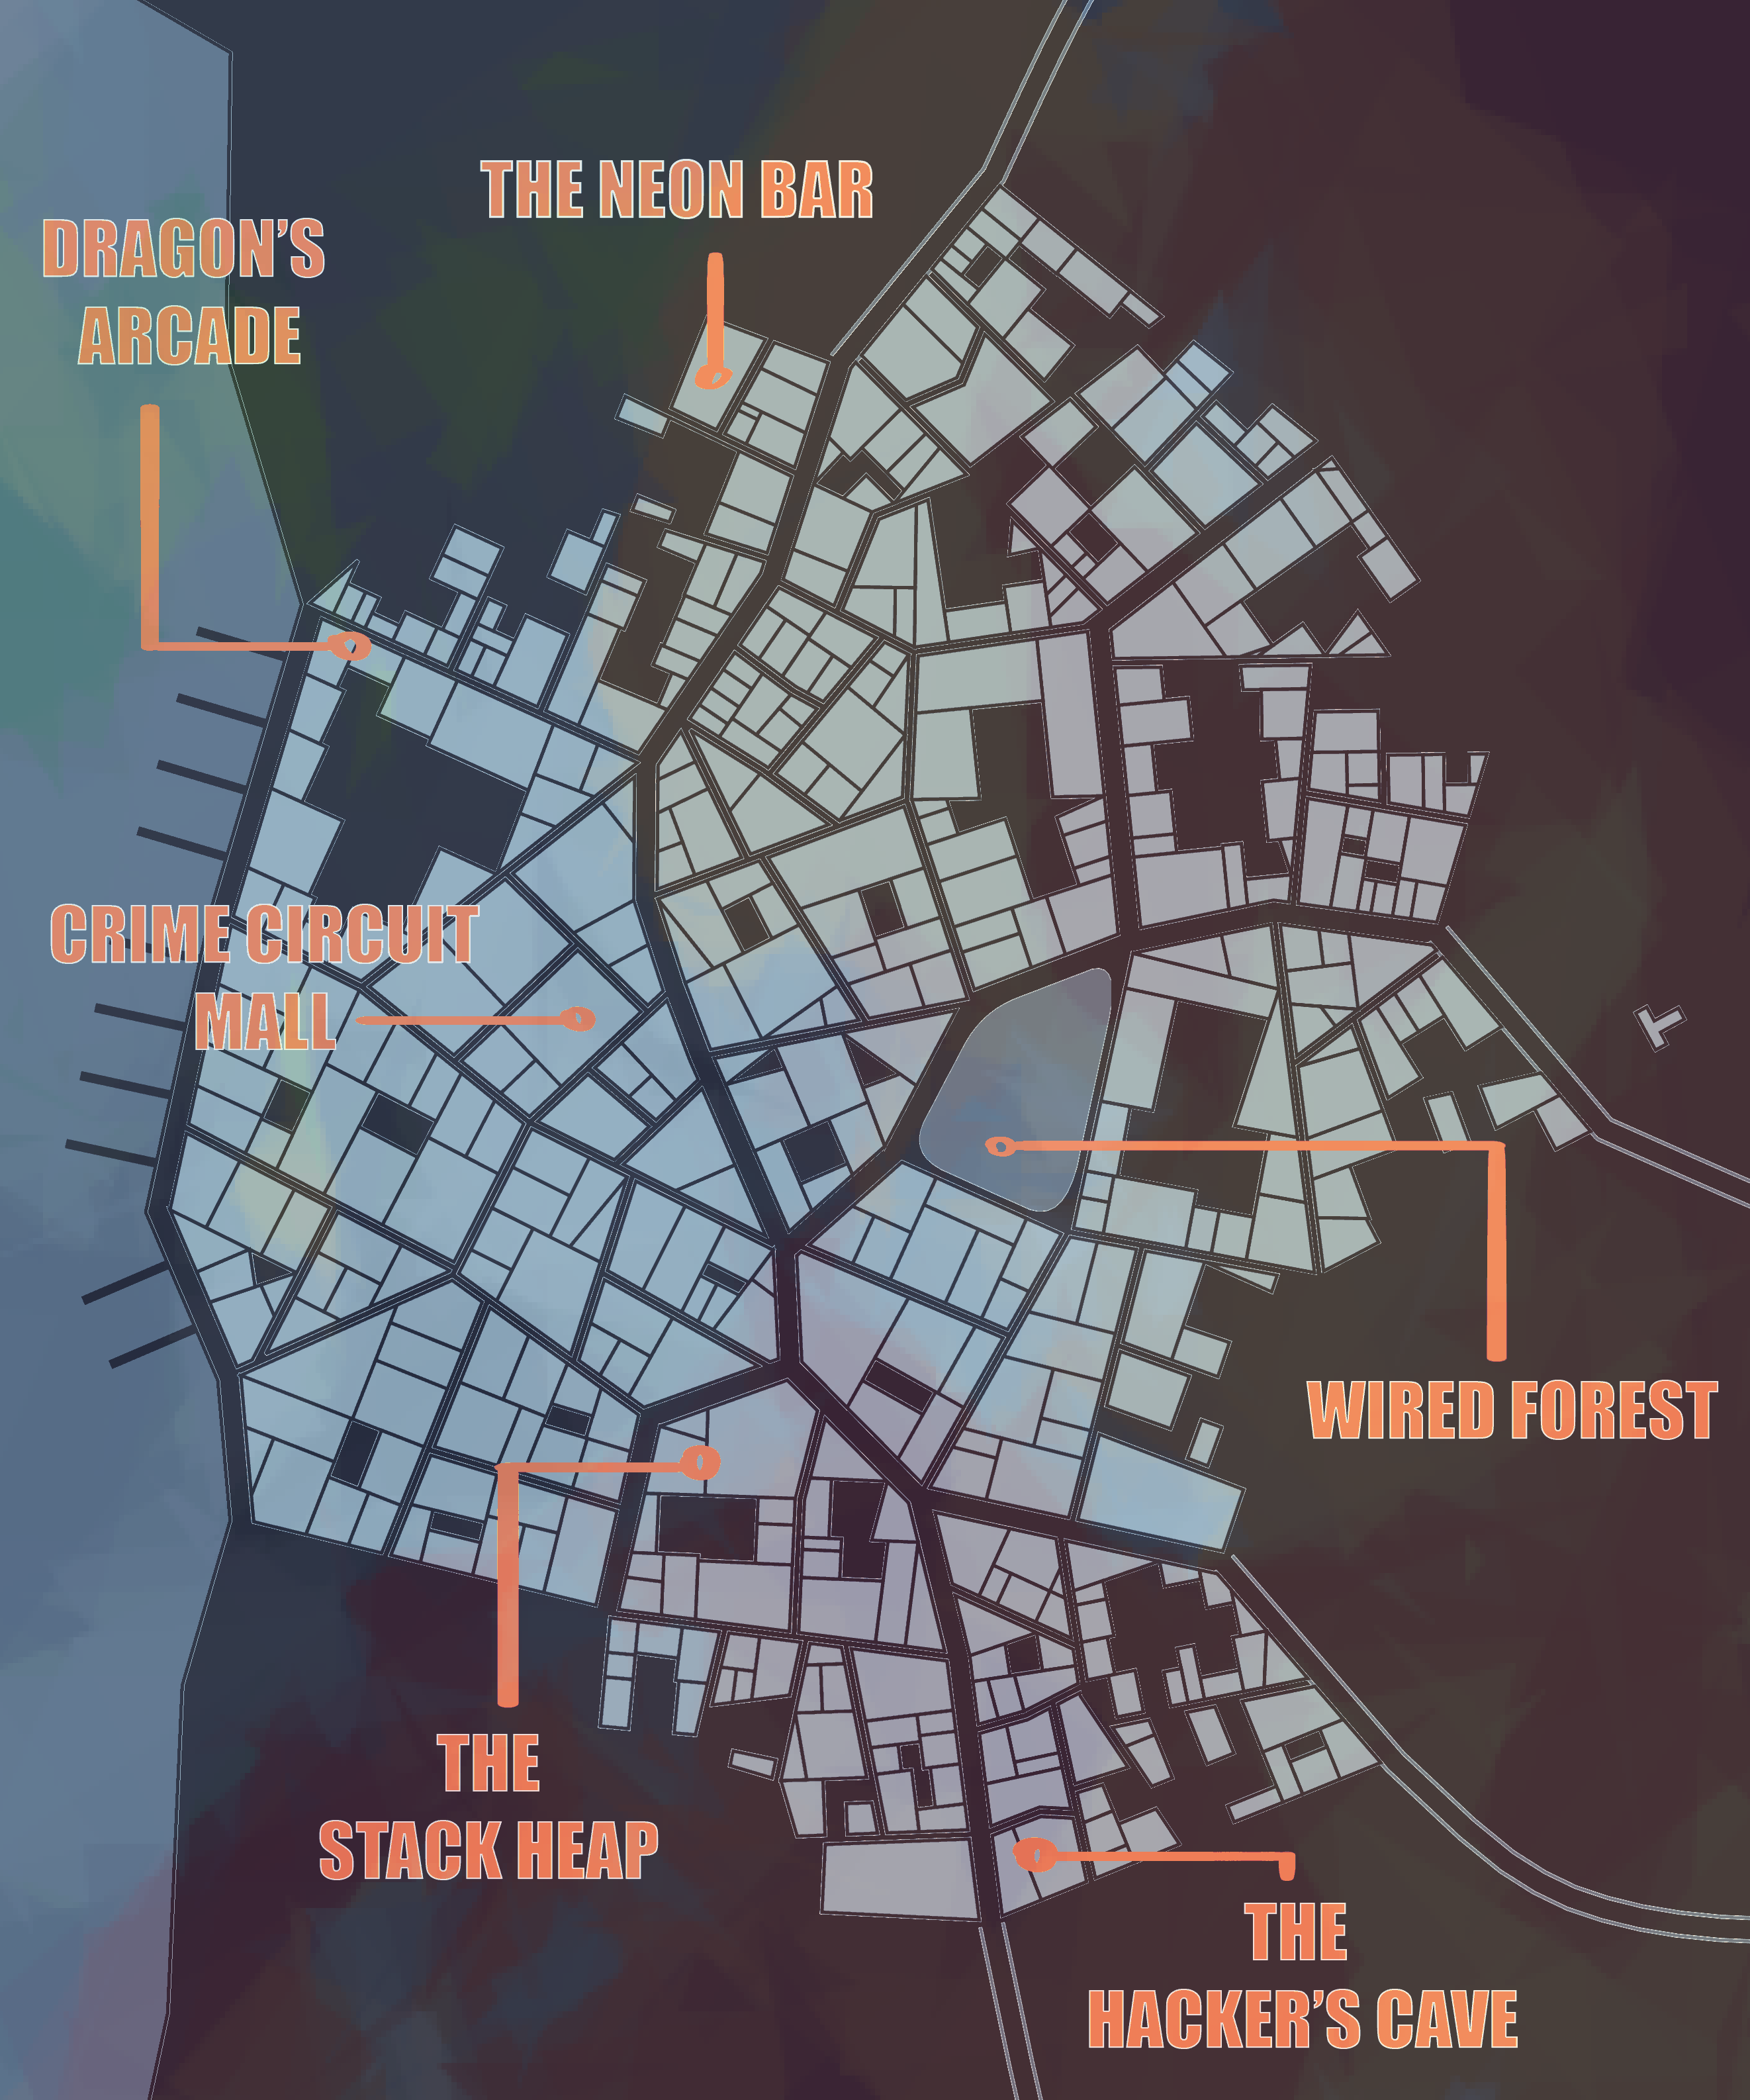 THE NEON BAR
DRAGON'S
ARCADE
CRIME CIRCUIT
MALL
WIRED FOREST
THE
STACK HEAP
THE
HACKER'S CAVE